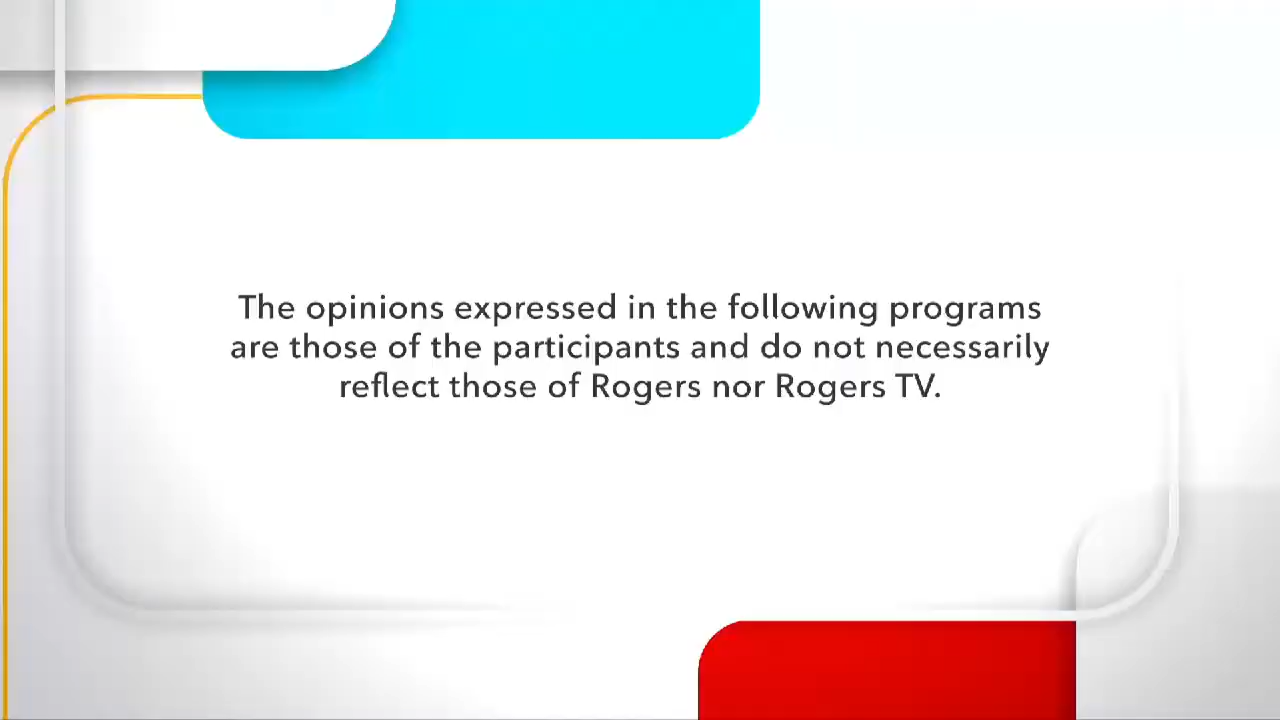 The opinions expressed in the following programs
are those of the participants and do not necessarily
reflect those of Rogers nor Rogers TV.